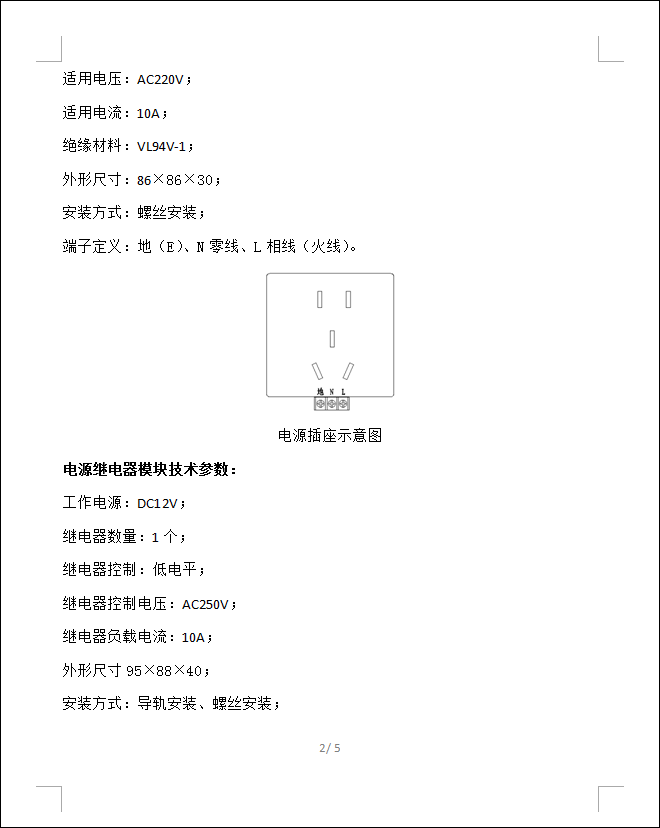 适用电压：AC220V；
适用电流：10A；
绝缘材料：VL94V-1；
外形尺寸：86×86×30；
安装方式：螺丝安装；
端子定义：地（E）、N 零线、L 相线（火线）。
地 N L
电源插座示意图
电源继电器模块技术参数：
工作电源：DC12V；
继电器数量：1 个；
继电器控制：低电平；
继电器控制电压：AC250V；
继电器负载电流：10A；
外形尺寸 95×88×40；
安装方式：导轨安装、螺丝安装；
2/ 5